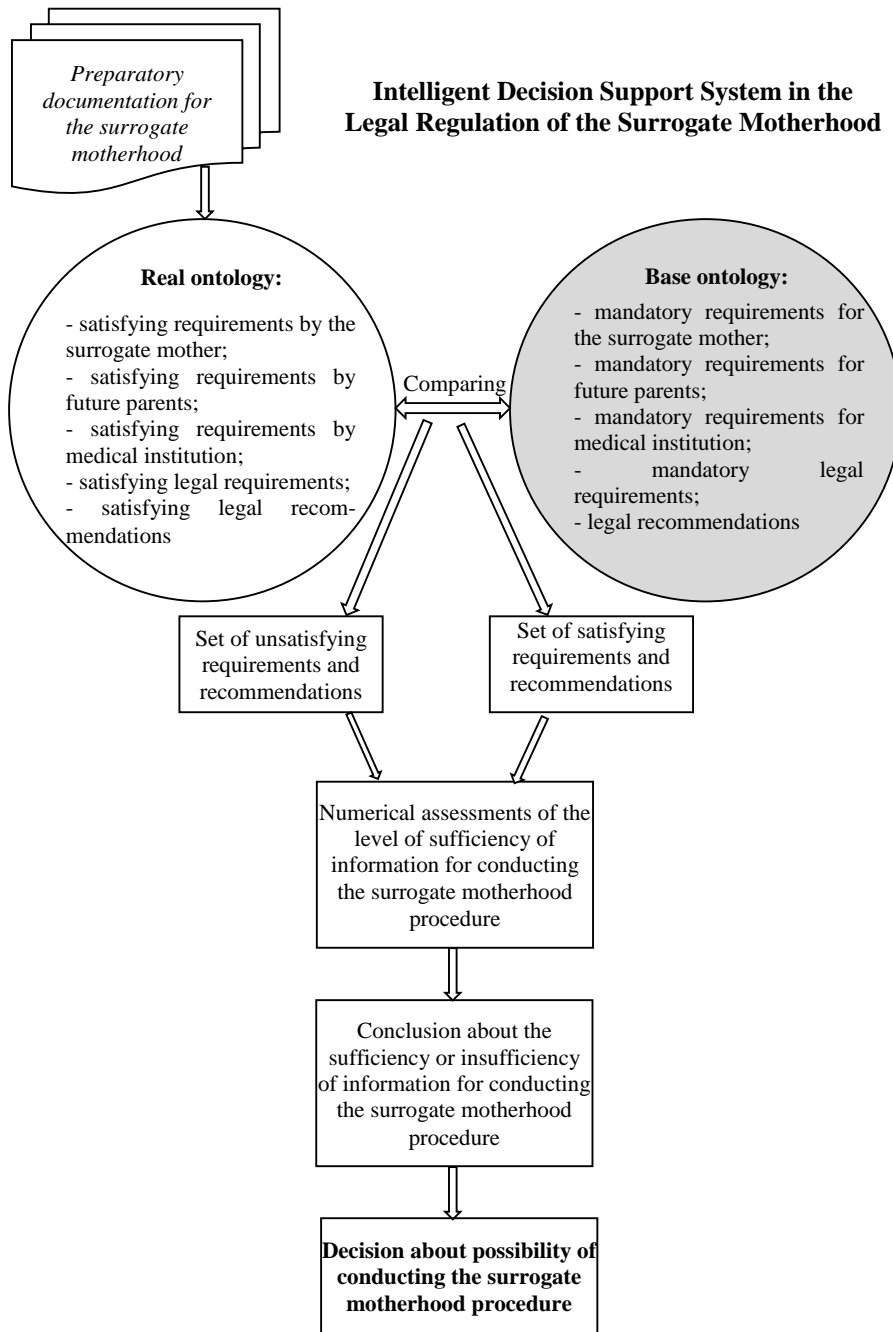 Preparatory
documentation for
the surrogate
motherhood
Intelligent Decision Support System in the
Legal Regulation of the Surrogate Motherhood
Real ontology:
- satisfying requirements by the
surrogate mother;
- satisfying requirements by
future parents;
- satisfying requirements by
medical institution;
- satisfying legal requirements;
- satisfying legal recom-
mendations
Comparing
Base ontology:
- mandatory requirements for
the surrogate mother;
- mandatory requirements for
future parents;
- mandatory requirements for
medical institution;
- mandatory legal
requirements;
- legal recommendations
Set of unsatisfying
requirements and
recommendations
Set of satisfying
requirements and
recommendations
Numerical assessments of the
level of sufficiency of
information for conducting
the surrogate motherhood
procedure
Conclusion about the
sufficiency or insufficiency
of information for conducting
the surrogate motherhood
procedure
Decision about possibility of
conducting the surrogate
motherhood procedure